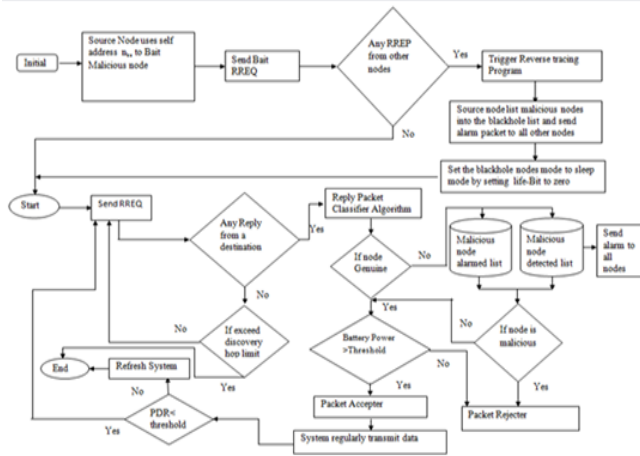 Initial
Source Node uses self
address
to Bait
Malicious node
Send Bait
RREQ
Any RREP
from other
nodes
Yes
Trigger Reverse tracing
Program
Source node list malicious nodes
into the blackhole list and send
alarm packet to all other nodes
No
Set the blackhole nodes mode to sleep
mode by setting life-Bit to zero
Start
Send RREQ
Any Reply
from a
destination
Yes
Reply Packet
Classifier Algorithm
If node
Genuine
No
Malicious
node
alarmed list
Malicious
node
detected list
Send
alarm to
all
nodes
No
If exceed
discovery
hop limit
No
Yes
Yes
Battery Power
>Threshold
No
No
If node is
malicious
End
Refresh System
No
Yes
Yes
PDR<
threshold
Yes
Packet Accepter
Packet Rejecter
System regularly transmit data